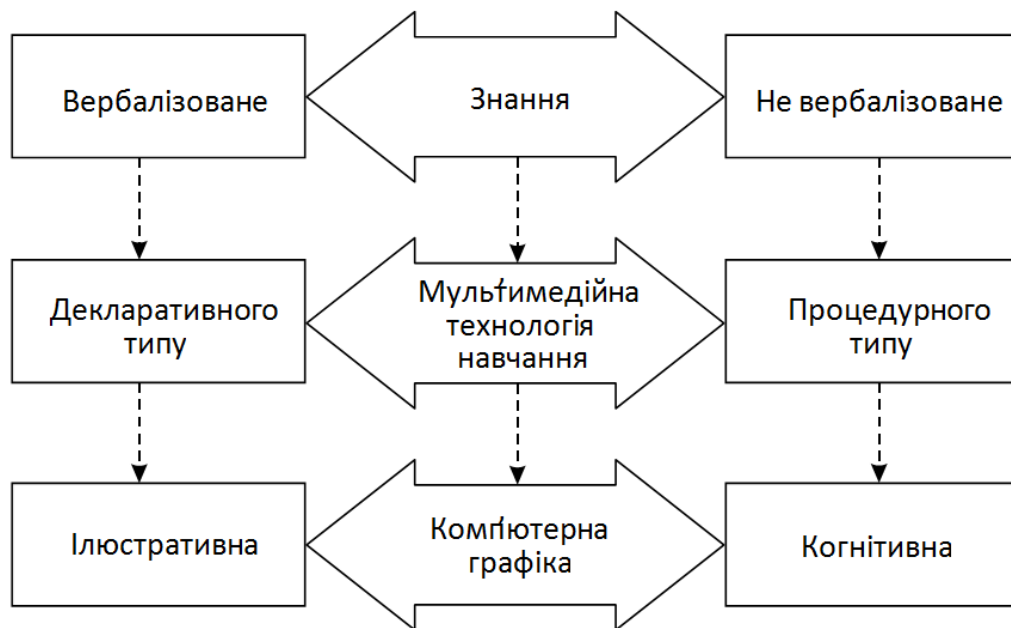 Вербалізоване
Знання
Не вербалізоване
Декларативного
типу
Мультимедійна
технологія
навчання
Процедурного
типу
Ілюстративна
Комп'ютерна
графіка
Когнітивна